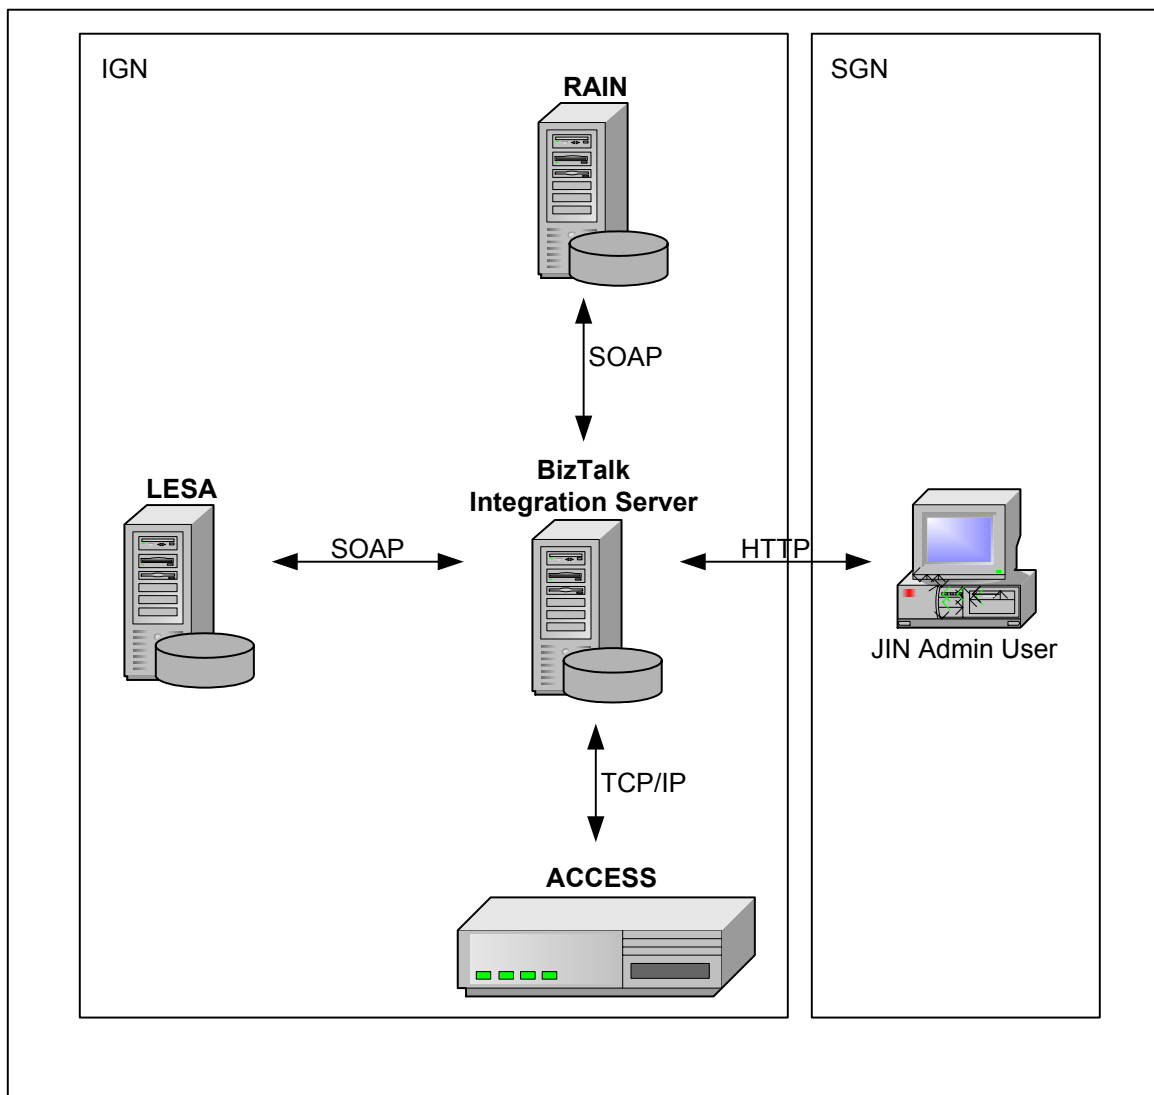 IGN
SGN
RAIN
SOAP
BizTalk
Integration Server
LESA
SOAP
HTTP
JIN Admin User
TCP/IP
ACCESS